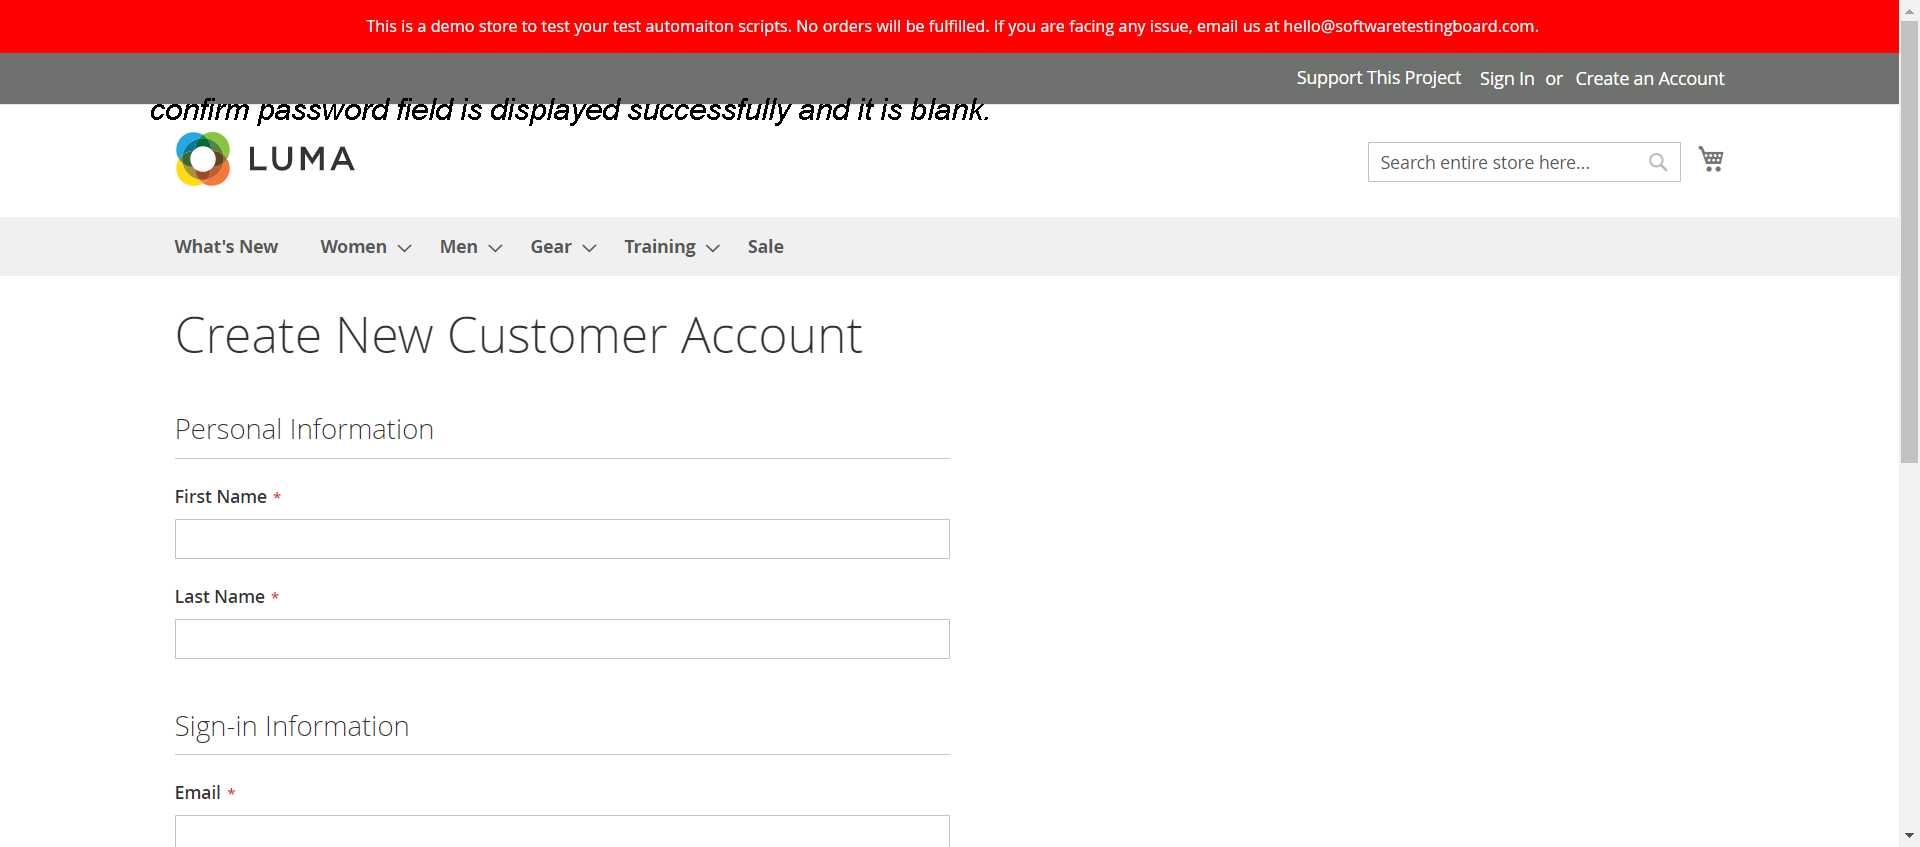 This is a demo store to test your test automaiton scripts. No orders will be fulfilled. If you are facing any issue, email us at hello@softwaretestingboard.com.
Support This Project Sign In or Create an Account
confirm password field is displayed successfully and it is blank.
LUMA
Search entire store here...
What's New Women Men Gear Training Sale
Create New Customer Account
Personal Information
First Name *
Last Name *
Sign-in Information
Email *